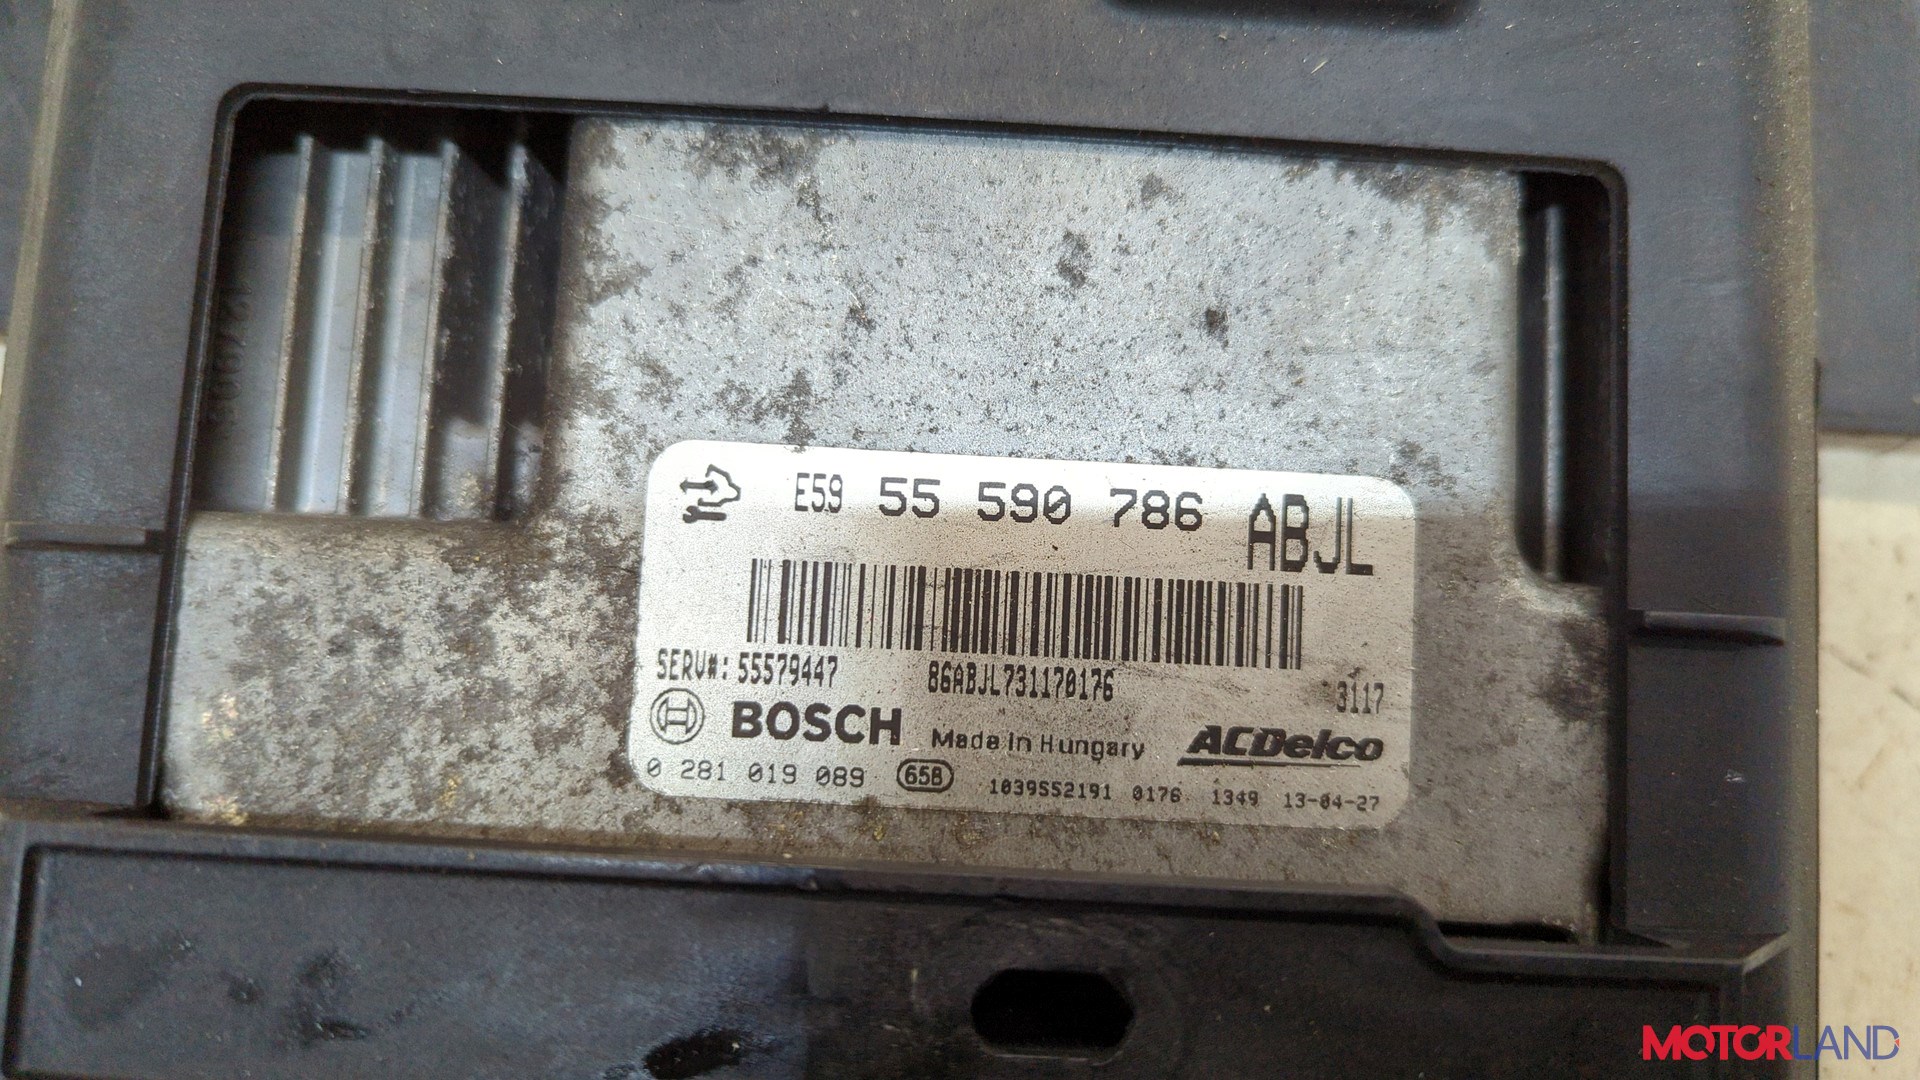 E59 55 590 786 ABJL
SERV#: 55579447 86ABJL731170176 3117
BOSCH Made in Hungary ACDelco
0 281 019 089 65B 1039S52191 0176 1349 13-04-27
MOTORLAND